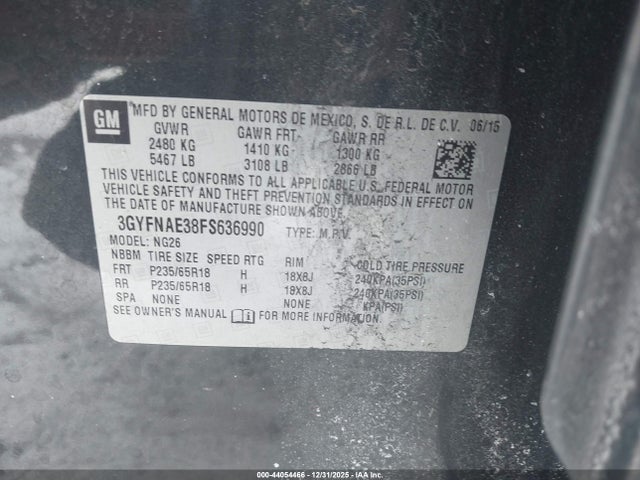 GM
MFD BY GENERAL MOTORS DE MEXICO, S. DE R.L. DE C.V. 06/15
GVWR GAWR FRT GAWR RR
2480 KG 1410 KG 1300 KG
5467 LB 3108 LB 2866 LB
THIS VEHICLE CONFORMS TO ALL APPLICABLE U.S. FEDERAL MOTOR
VEHICLE SAFETY AND THEFT PREVENTION STANDARDS IN EFFECT ON
THE DATE OF MANUFACTURE SHOWN ABOVE.
3GYFNAE38FS636990 TYPE: M.P.V.
MODEL: NG26
NBBM TIRE SIZE SPEED RTG RIM COLD TIRE PRESSURE
FRT P235/65R18 H 18X8J 240KPA(35PSI)
RR P235/65R18 H 18X8J 240KPA(35PSI)
SPA NONE NONE KPA(PSI)
SEE OWNER'S MANUAL FOR MORE INFORMATION.
000-44054466 - 12/31/2025 - IAA Inc.